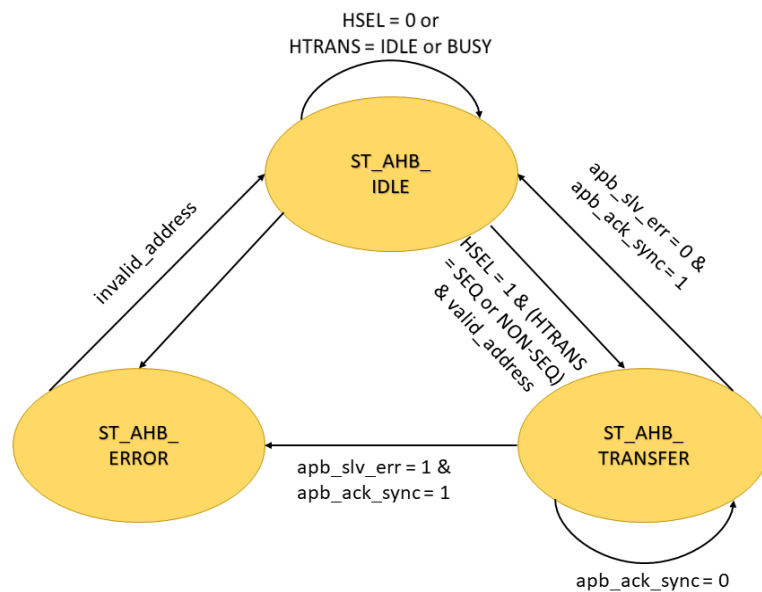 HSEL = 0 or
HTRANS = IDLE or BUSY
ST_AHB_
IDLE
apb_slv_err = 0 &
apb_ack_sync = 1
invalid_address
HSEL = 1 & (HTRANS
= SEQ or NON-SEQ)
& valid_address
ST_AHB_
ERROR
ST_AHB_
TRANSFER
apb_slv_err = 1 &
apb_ack_sync = 1
apb_ack_sync = 0